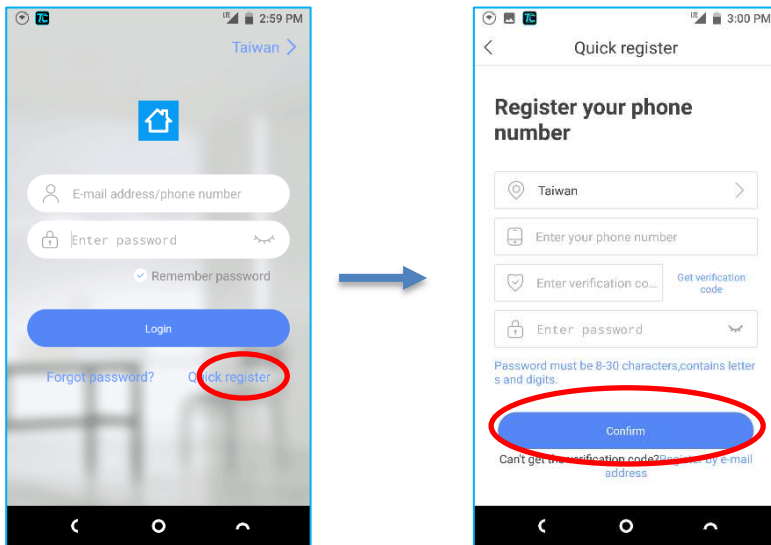 2:59 PM
Taiwan
E-mail address/phone number
Enter password
Remember password
Login
Forgot password?
Quick register
3:00 PM
Quick register
Register your phone
number
Taiwan
Enter your phone number
Enter verification co...
Get verification
code
Enter password
Password must be 8-30 characters,contains letter
s and digits.
Confirm
Can't get the verification code?Register by e-mail
address